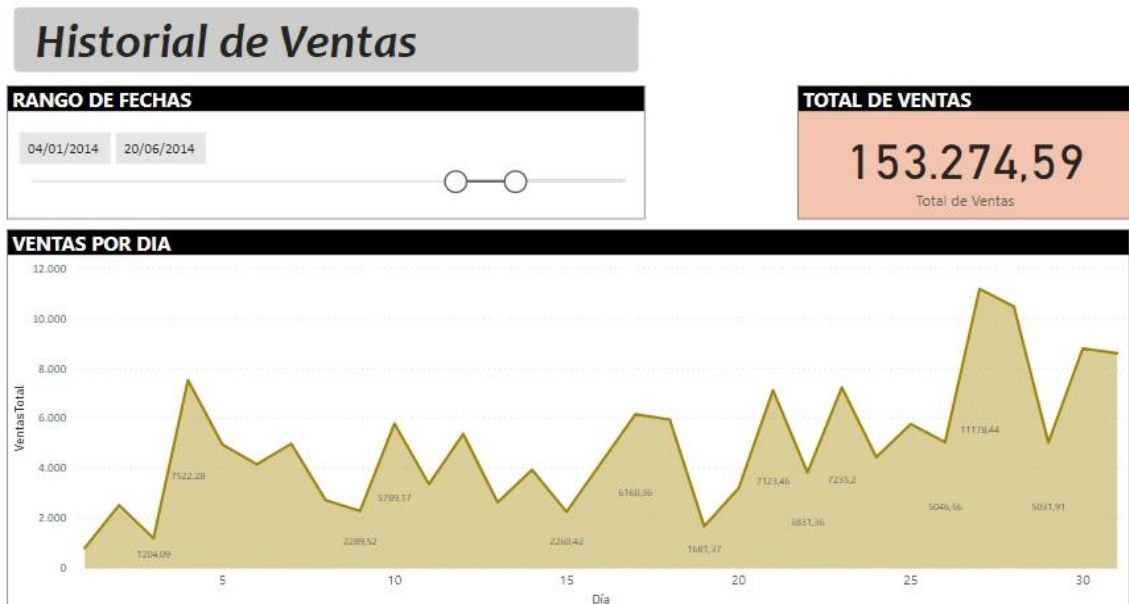 Historial de Ventas
RANGO DE FECHAS
04/01/2014 20/06/2014
TOTAL DE VENTAS
153.274,59
Total de Ventas
VENTAS POR DIA
12.000
10.000
8.000
6.000
4.000
2.000
0
VentasTotal
7522,28
1204,09
2289,52
5789,17
2260,42
6160,36
1681,37
7123,46
3831,36
7235,2
5046,56
11178,44
5031,91
5 10 15 20 25 30
Día